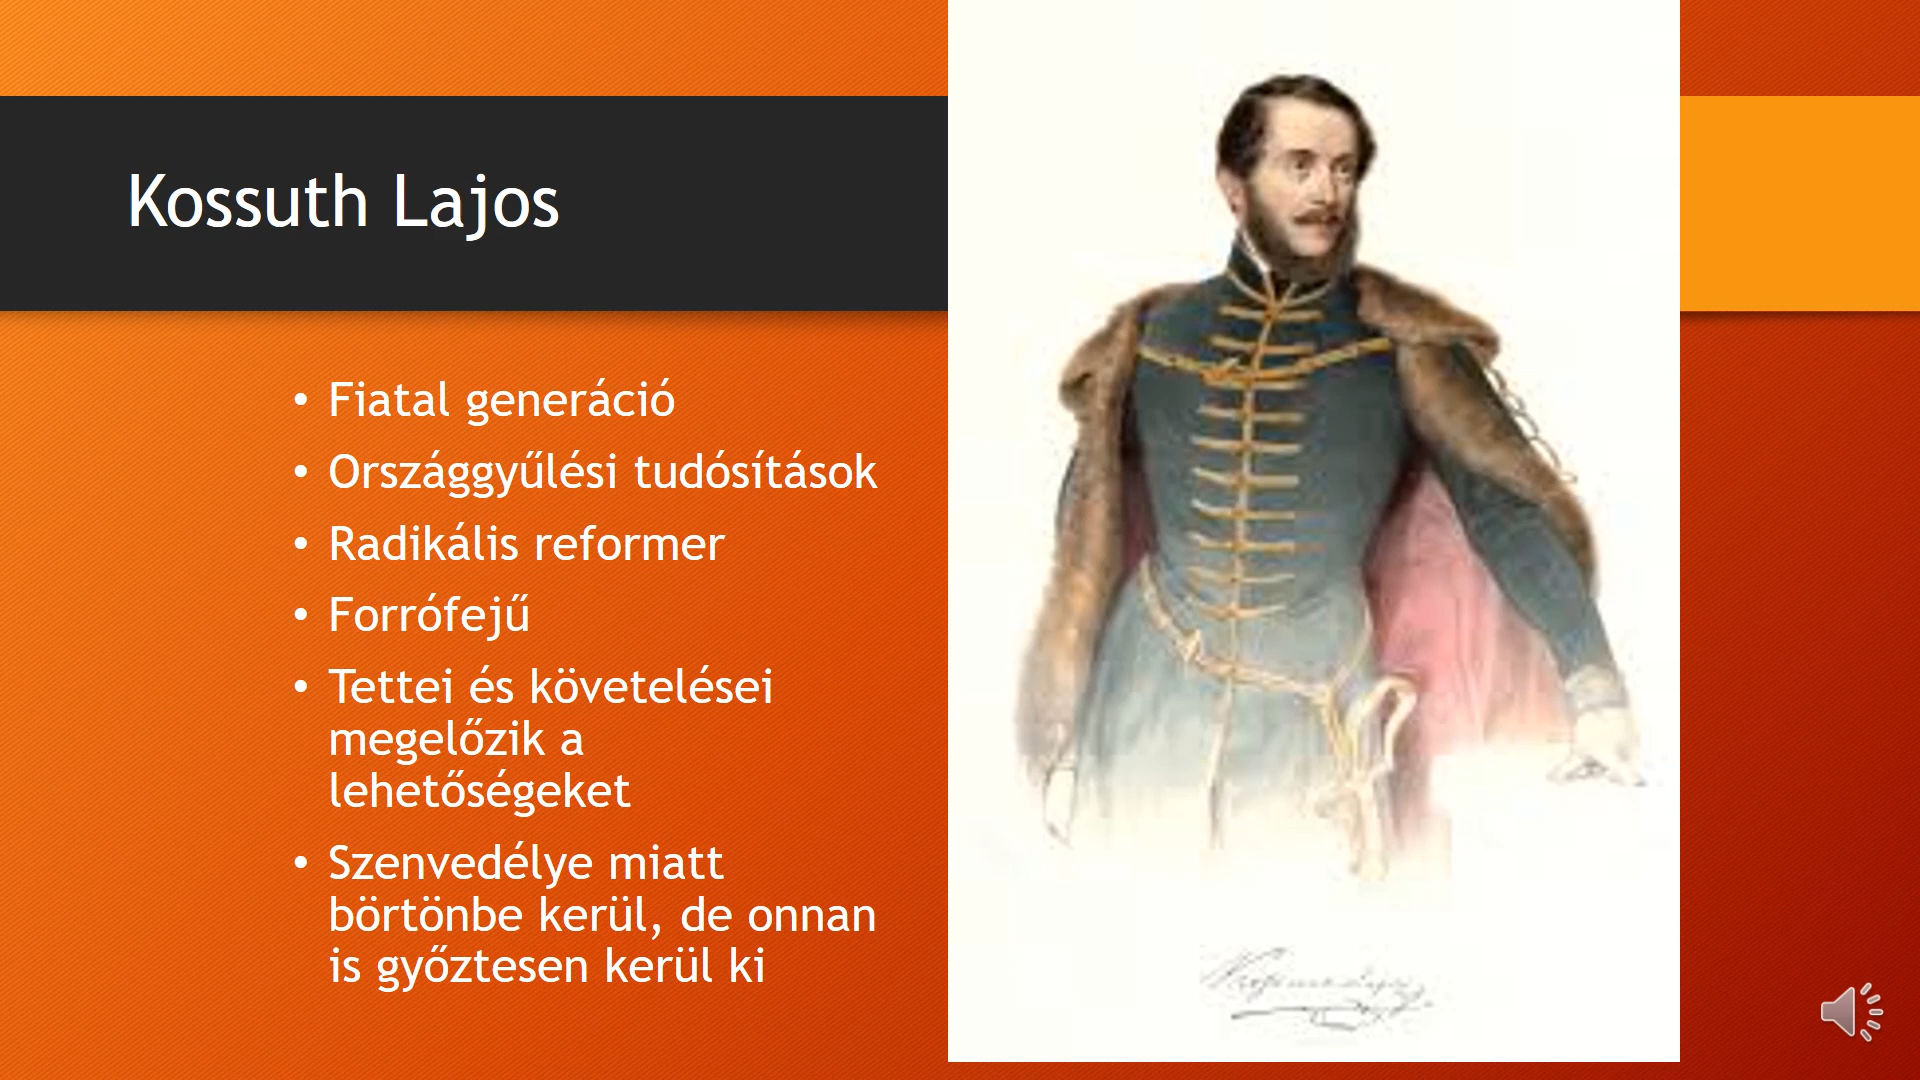 Kossuth Lajos
• Fiatal generáció
• Országgyűlési tudósítások
• Radikális reformer
• Forrófejű
• Tettei és követelései
megelőzik a
lehetőségeket
• Szenvedélye miatt
börtönbe kerül, de onnan
is győztesen kerül ki